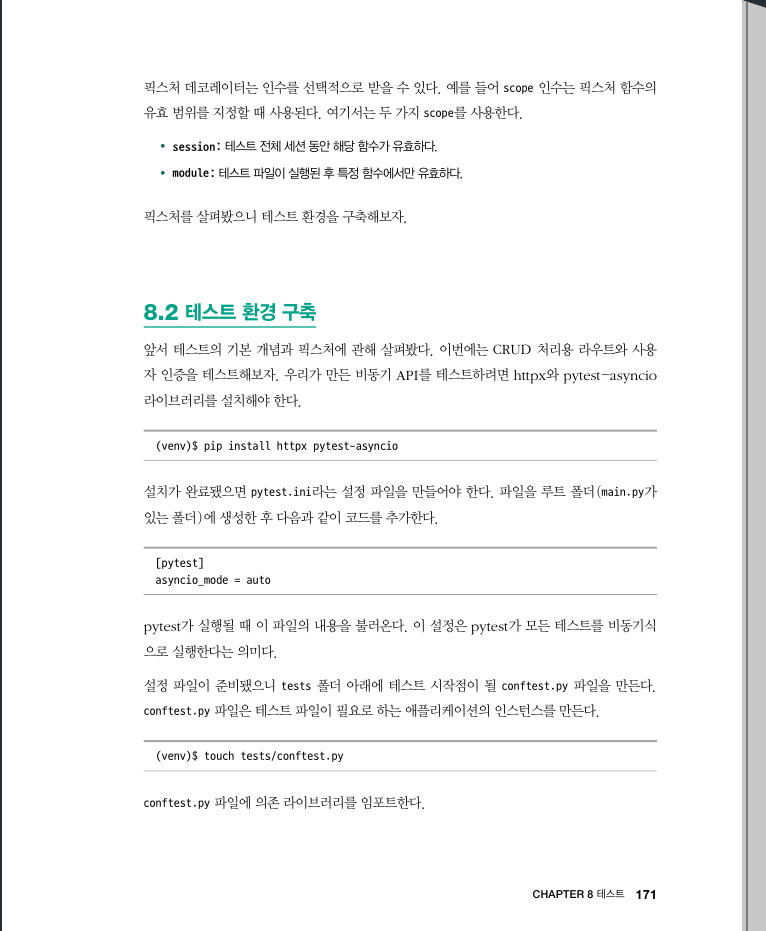 픽스처 데코레이터는 인수를 선택적으로 받을 수 있다. 예를 들어 scope 인수는 픽스처 함수의
유효 범위를 지정할 때 사용된다. 여기서는 두 가지 scope를 사용한다.
• session: 테스트 전체 세션 동안 해당 함수가 유효하다.
• module: 테스트 파일이 실행된 후 특정 함수에서만 유효하다.
픽스처를 살펴봤으니 테스트 환경을 구축해보자.
8.2 테스트 환경 구축
앞서 테스트의 기본 개념과 픽스처에 관해 살펴봤다. 이번에는 CRUD 처리용 라우트와 사용
자 인증을 테스트해보자. 우리가 만든 비동기 API를 테스트하려면 httpx와 pytest-asyncio
라이브러리를 설치해야 한다.
(venv)$ pip install httpx pytest-asyncio
설치가 완료됐으면 pytest.ini라는 설정 파일을 만들어야 한다. 파일을 루트 폴더(main.py가
있는 폴더)에 생성한 후 다음과 같이 코드를 추가한다.
[pytest]
asyncio_mode = auto
pytest가 실행될 때 이 파일의 내용을 불러온다. 이 설정은 pytest가 모든 테스트를 비동기식
으로 실행한다는 의미다.
설정 파일이 준비됐으니 tests 폴더 아래에 테스트 시작점이 될 conftest.py 파일을 만든다.
conftest.py 파일은 테스트 파일이 필요로 하는 애플리케이션의 인스턴스를 만든다.
(venv)$ touch tests/conftest.py
conftest.py 파일에 의존 라이브러리를 임포트한다.
CHAPTER 8 테스트 171